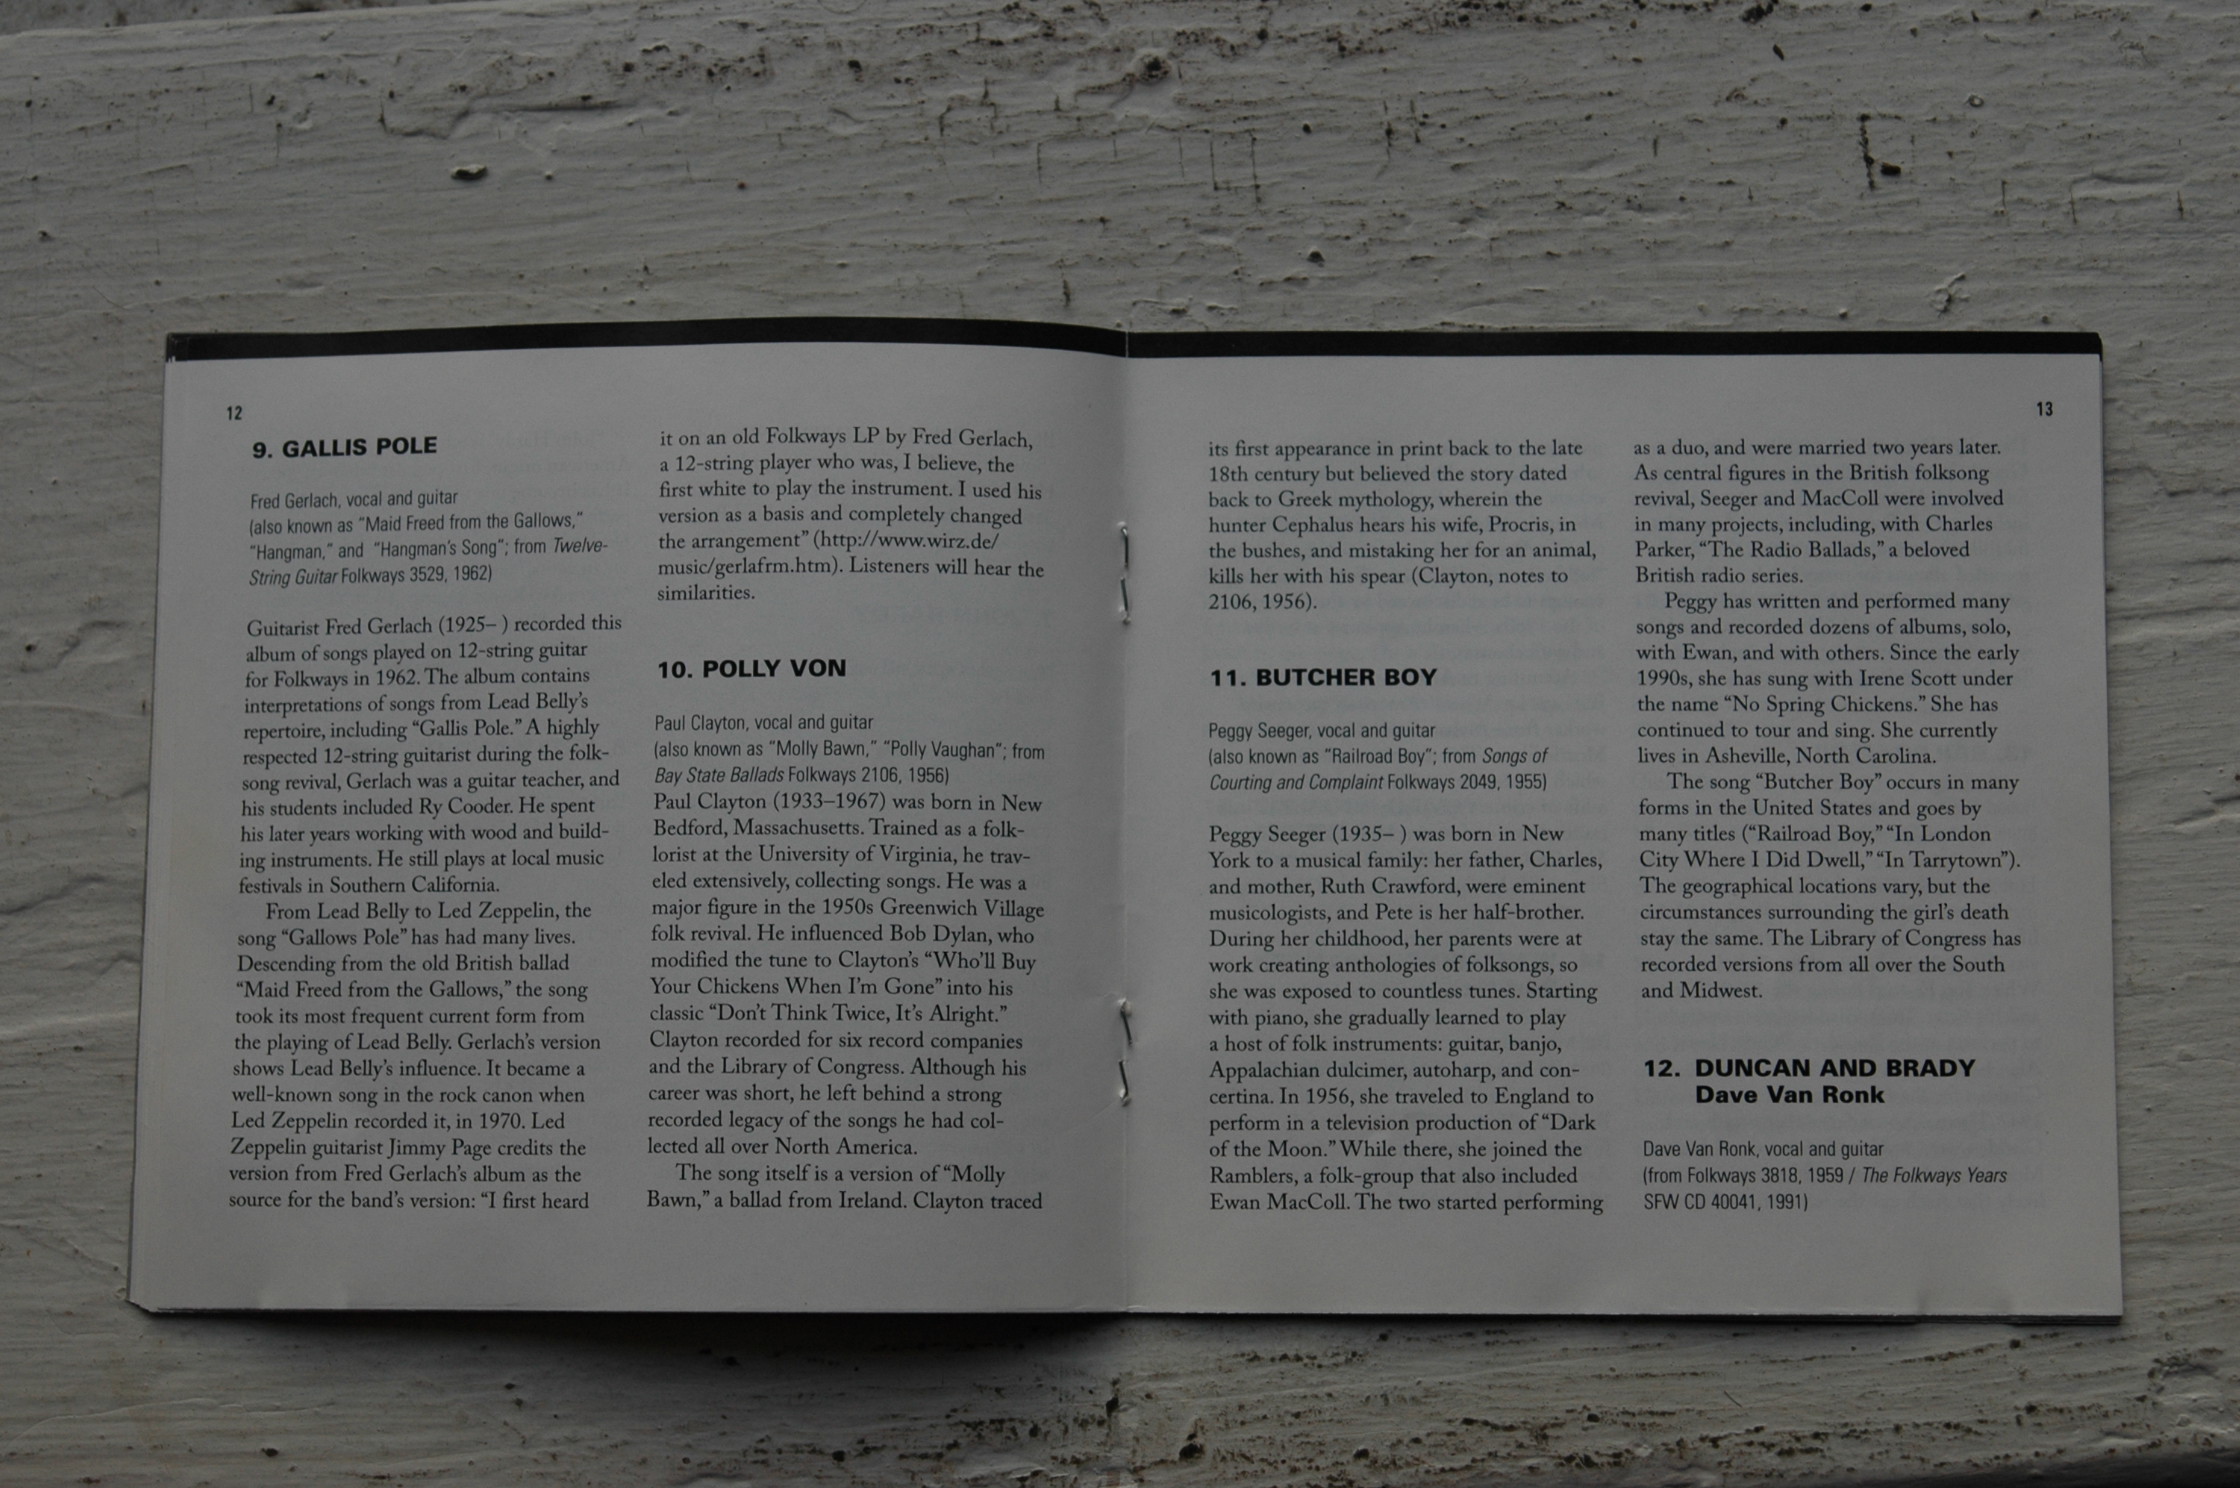 12
9. GALLIS POLE
Fred Gerlach, vocal and guitar
(also known as “Maid Freed from the Gallows,”
“Hangman,” and “Hangman’s Song”; from Twelve-
String Guitar Folkways 3529, 1962)
Guitarist Fred Gerlach (1925– ) recorded this
album of songs played on 12-string guitar
for Folkways in 1962. The album contains
interpretations of songs from Lead Belly’s
repertoire, including “Gallis Pole.” A highly
respected 12-string guitarist during the folk-
song revival, Gerlach was a guitar teacher, and
his students included Ry Cooder. He spent
his later years working with wood and build-
ing instruments. He still plays at local music
festivals in Southern California.
From Lead Belly to Led Zeppelin, the
song “Gallows Pole” has had many lives.
Descending from the old British ballad
“Maid Freed from the Gallows,” the song
took its most frequent current form from
the playing of Lead Belly. Gerlach’s version
shows Lead Belly’s influence. It became a
well-known song in the rock canon when
Led Zeppelin recorded it, in 1970. Led
Zeppelin guitarist Jimmy Page credits the
version from Fred Gerlach’s album as the
source for the band’s version: “I first heard
it on an old Folkways LP by Fred Gerlach,
a 12-string player who was, I believe, the
first white to play the instrument. I used his
version as a basis and completely changed
the arrangement” (http://www.wirz.de/
music/gerlafrm.htm). Listeners will hear the
similarities.
10. POLLY VON
Paul Clayton, vocal and guitar
(also known as “Molly Bawn,” “Polly Vaughan”; from
Bay State Ballads Folkways 2106, 1956)
Paul Clayton (1933–1967) was born in New
Bedford, Massachusetts. Trained as a folk-
lorist at the University of Virginia, he trav-
eled extensively, collecting songs. He was a
major figure in the 1950s Greenwich Village
folk revival. He influenced Bob Dylan, who
modified the tune to Clayton’s “Who’ll Buy
Your Chickens When I’m Gone” into his
classic “Don’t Think Twice, It’s Alright.”
Clayton recorded for six record companies
and the Library of Congress. Although his
career was short, he left behind a strong
recorded legacy of the songs he had col-
lected all over North America.
The song itself is a version of “Molly
Bawn,” a ballad from Ireland. Clayton traced
13
its first appearance in print back to the late
18th century but believed the story dated
back to Greek mythology, wherein the
hunter Cephalus hears his wife, Procris, in
the bushes, and mistaking her for an animal,
kills her with his spear (Clayton, notes to
2106, 1956).
11. BUTCHER BOY
Peggy Seeger, vocal and guitar
(also known as “Railroad Boy”; from Songs of
Courting and Complaint Folkways 2049, 1955)
Peggy Seeger (1935– ) was born in New
York to a musical family: her father, Charles,
and mother, Ruth Crawford, were eminent
musicologists, and Pete is her half-brother.
During her childhood, her parents were at
work creating anthologies of folksongs, so
she was exposed to countless tunes. Starting
with piano, she gradually learned to play
a host of folk instruments: guitar, banjo,
Appalachian dulcimer, autoharp, and con-
certina. In 1956, she traveled to England to
perform in a television production of “Dark
of the Moon.” While there, she joined the
Ramblers, a folk-group that also included
Ewan MacColl. The two started performing
as a duo, and were married two years later.
As central figures in the British folksong
revival, Seeger and MacColl were involved
in many projects, including, with Charles
Parker, “The Radio Ballads,” a beloved
British radio series.
Peggy has written and performed many
songs and recorded dozens of albums, solo,
with Ewan, and with others. Since the early
1990s, she has sung with Irene Scott under
the name “No Spring Chickens.” She has
continued to tour and sing. She currently
lives in Asheville, North Carolina.
The song “Butcher Boy” occurs in many
forms in the United States and goes by
many titles (“Railroad Boy,” “In London
City Where I Did Dwell,” “In Tarrytown”).
The geographical locations vary, but the
circumstances surrounding the girl’s death
stay the same. The Library of Congress has
recorded versions from all over the South
and Midwest.
12. DUNCAN AND BRADY
Dave Van Ronk
Dave Van Ronk, vocal and guitar
(from Folkways 3818, 1959 / The Folkways Years
SFW CD 40041, 1991)